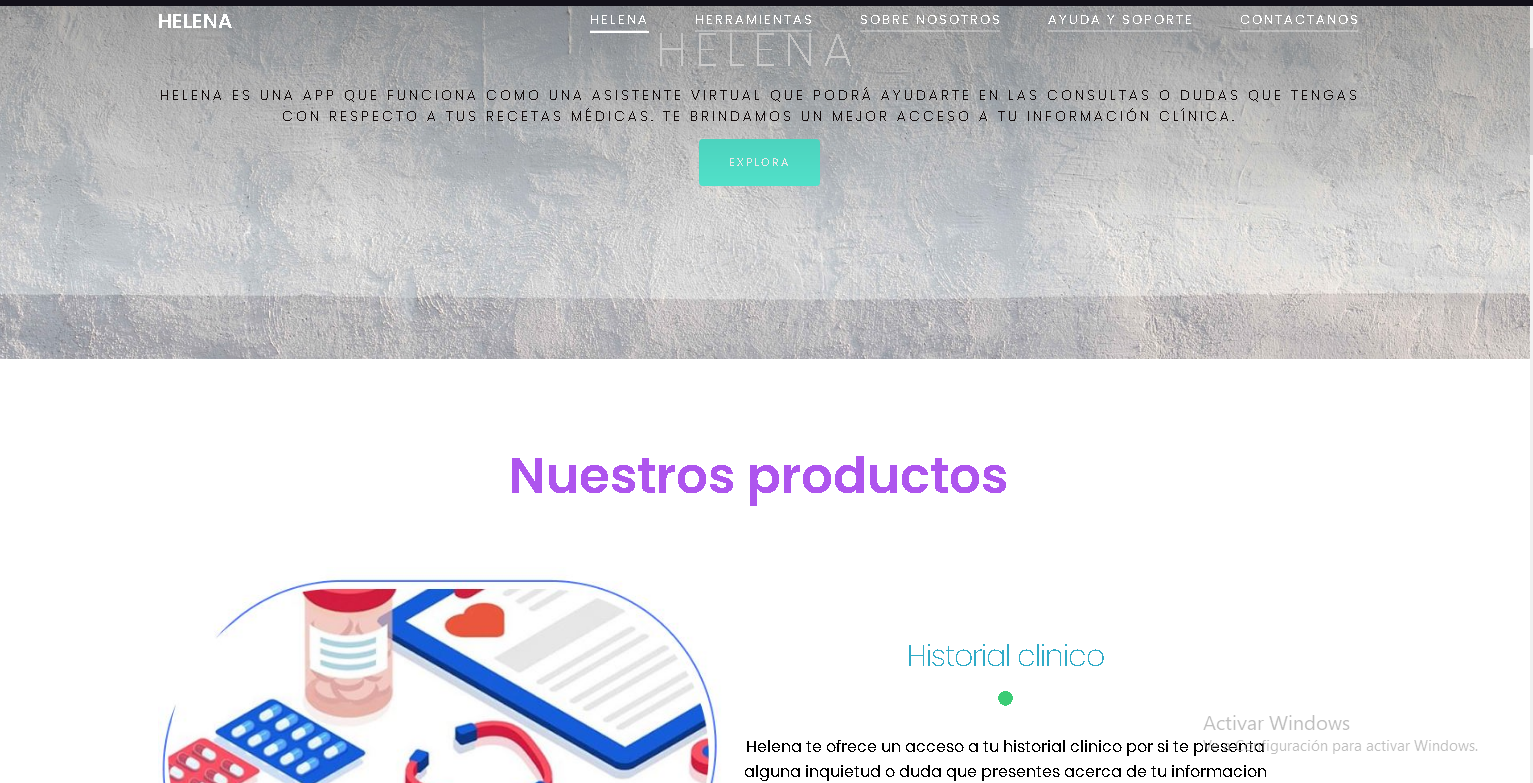 HELENA
HELENA HERRAMIENTAS SOBRE NOSOTROS AYUDA Y SOPORTE CONTACTANOS
HELENA
HELENA ES UNA APP QUE FUNCIONA COMO UNA ASISTENTE VIRTUAL QUE PODRÁ AYUDARTE EN LAS CONSULTAS O DUDAS QUE TENGAS
CON RESPECTO A TUS RECETAS MÉDICAS. TE BRINDAMOS UN MEJOR ACCESO A TU INFORMACIÓN CLÍNICA.
EXPLORA
Nuestros productos
Historial clinico
Activar Windows
Helena te ofrece un acceso a tu historial clinico por si te presenta
para activar Windows.
alguna inquietud o duda que presentes acerca de tu informacion